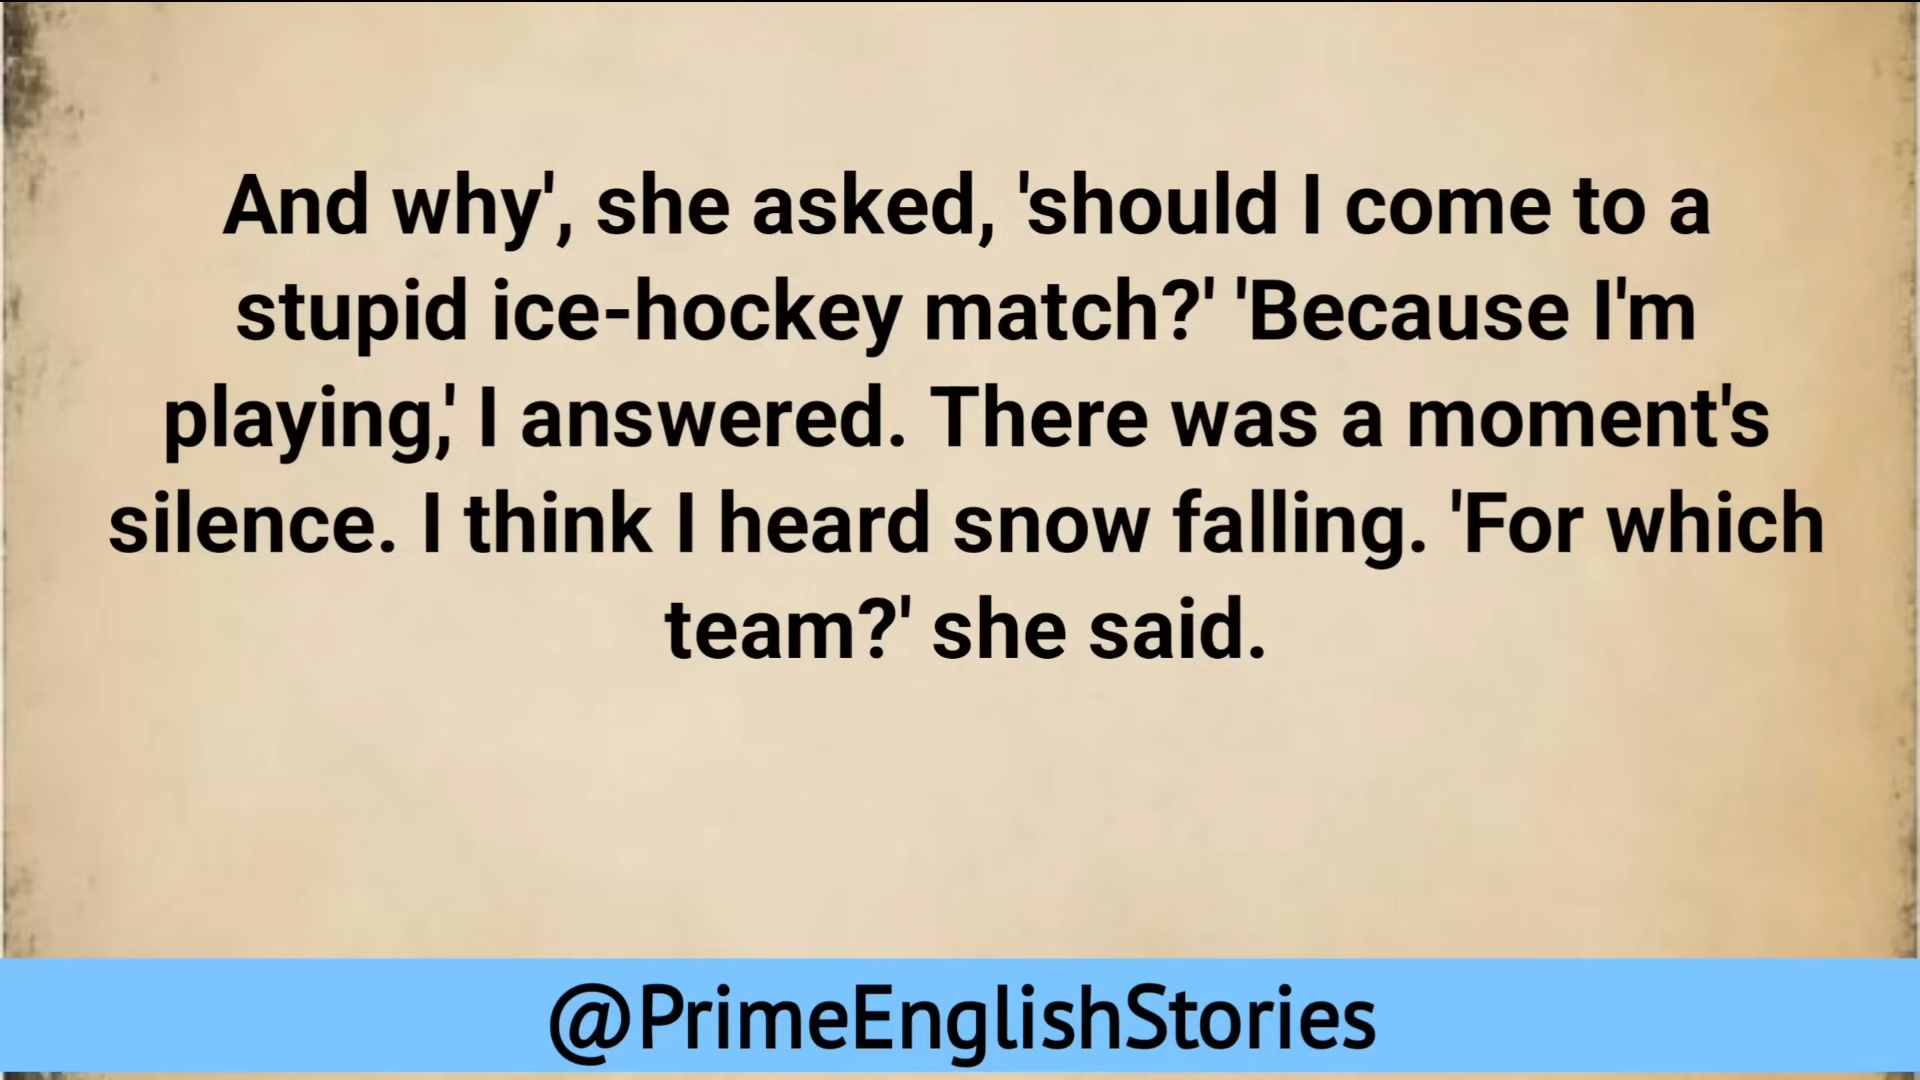 And why', she asked, 'should I come to a
stupid ice-hockey match?' 'Because I'm
playing,' I answered. There was a moment's
silence. I think I heard snow falling. 'For which
team?' she said.
@PrimeEnglishStories